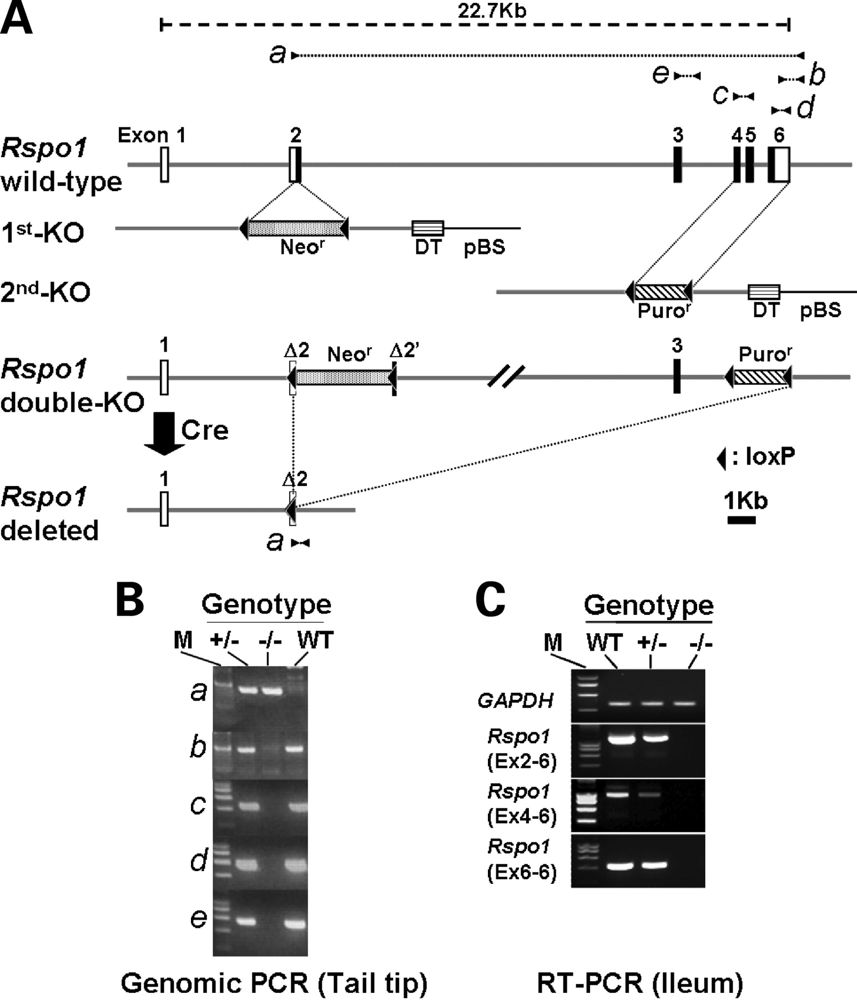 A
22.7Kb
a
e
b
c
d
Exon 1 2 3 4 5 6
Rspo1
wild-type
1st-KO
Neor DT pBS
2nd-KO
Puror DT pBS
1 Δ2 Neor Δ2' 3 Puror
Rspo1
double-KO
Cre
: loxP
1 Δ2
Rspo1
deleted
1Kb
a
B
Genotype
M +/- -/- WT
a
b
c
d
e
Genomic PCR (Tail tip)
C
Genotype
M WT +/- -/-
GAPDH
Rspo1
(Ex2-6)
Rspo1
(Ex4-6)
Rspo1
(Ex6-6)
RT-PCR (Ileum)